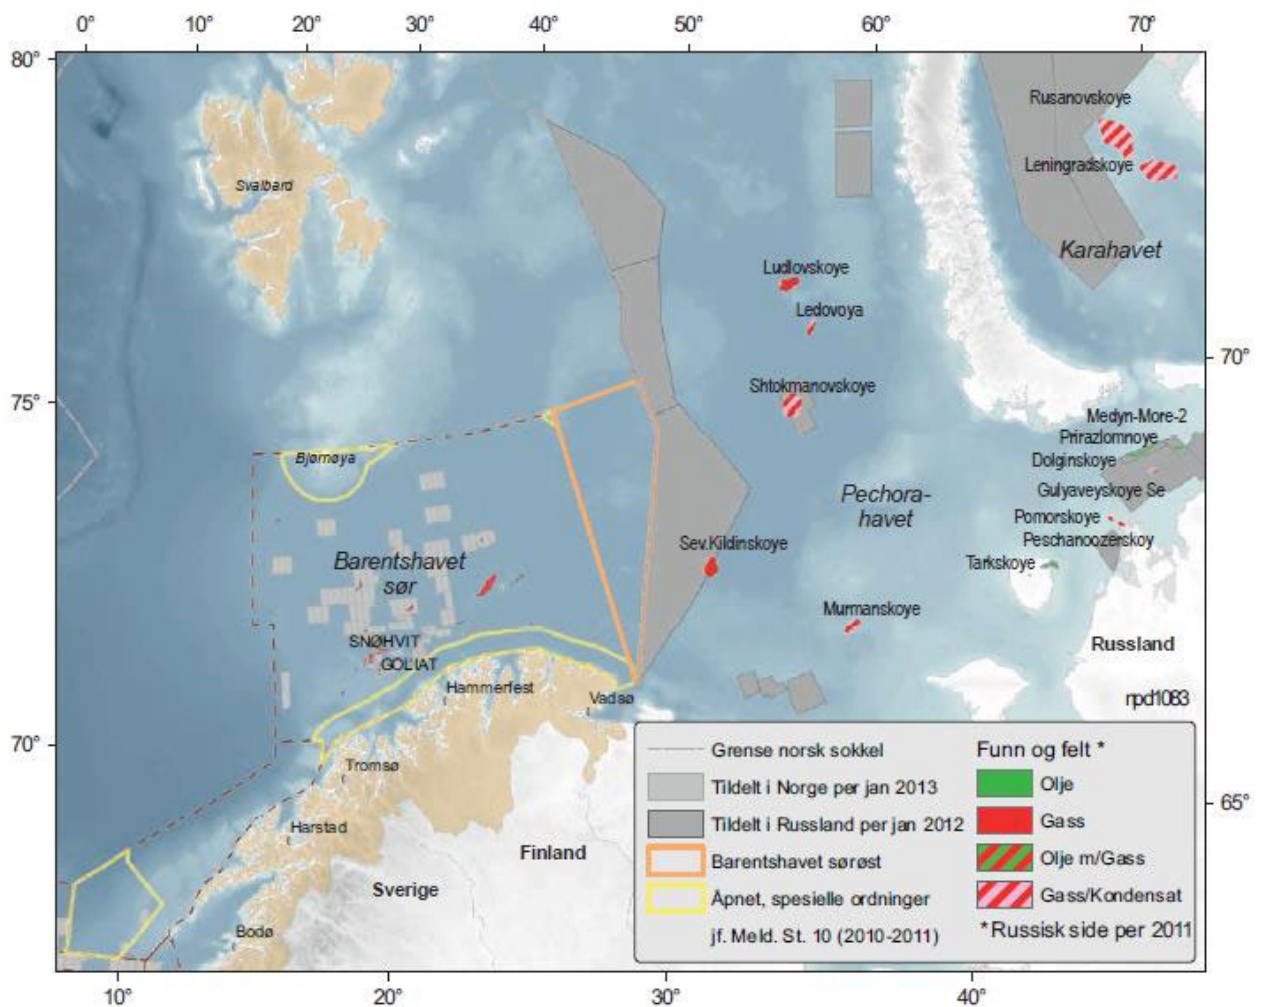 0° 10° 20° 30° 40° 50° 60° 70°
80°
Rusanovskoye
Leningradskoye
Svalbard
Karahavet
Ludlovskoye
Ledovoya
70°
Shtokmanovskoye
75°
Medyn-More-2
Prirazlomnoye
Dolginskoye
Bjørnøya
Gulyaveyskoye Se
Pechora-
havet
Pomorskoye
Peschanoozerskoy
Sev.Kildinskoye
Tarkskoye
Barentshavet
sør
Murmanskoye
SNØHVIT
GOLIAT
Russland
Hammerfest
Vadsø
npd1083
70°
Tromsø
Harstad
Finland
Sverige
Bodø
65°
Grense norsk sokkel
Tildelt i Norge per jan 2013
Tildelt i Russland per jan 2012
Barentshavet sørøst
Åpnet, spesielle ordninger
jf. Meld. St. 10 (2010-2011)
Funn og felt *
Olje
Gass
Olje m/Gass
Gass/Kondensat
*Russisk side per 2011
10° 20° 30° 40°